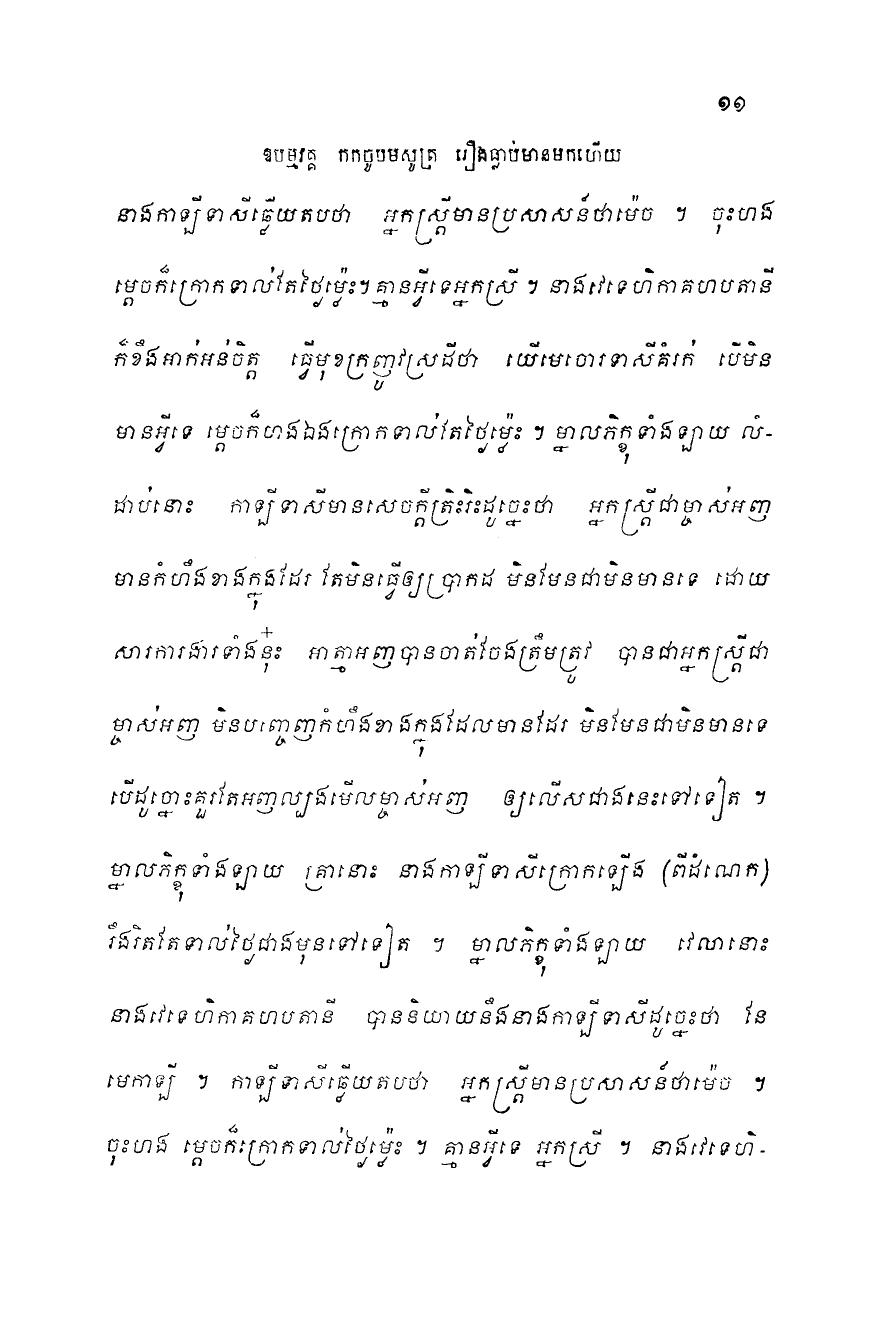 ១១
ឱបម្មវគ្គ កកចូបមសូត្រ រឿងធ្លាប់មានមកហើយ
នាងកាឡីទាសីឆ្លើយតបថា អ្នកស្ត្រីមានប្រសាសន៍ថាម៉េច ។ ចុះហង
ម្តេចក៏ក្រោកទាល់តែថ្ងៃម្ល៉េះ។ គ្មានអ្វីទេអ្នកស្រី ។ នាងវេទេហិកាគហបតានី
ក៏ខឹងអាក់អន់ចិត្ត ធ្វើមុខក្រញូវស្រដីថា យើមេចោរទាសីគំរក់ បើមិន
មានអ្វីទេ ម្តេចក៏ហងឯងក្រោកទាល់តែថ្ងៃម្ល៉េះ ។ ម្នាលភិក្ខុទាំងឡាយ លំ-
ដាប់នោះ កាឡីទាសីមានសេចក្តីត្រិះរិះដូច្នេះថា អ្នកស្ត្រីជាម្ចាស់អញ
មានកំហឹងខាងក្នុងដែរ តែមិនធ្វើឲ្យប្រាកដ មិនមែនជាមិនមានទេ ដោយ
សារការងារទាំងនុ៎ះ អាត្មាអញបានចាត់ចែងត្រឹមត្រូវ បានជាអ្នកស្ត្រីជា
ម្ចាស់អញ មិនបញ្ចេញកំហឹងខាងក្នុងដែលមានដែរ មិនមែនជាមិនមានទេ
បើដូច្នោះគួរតែអញល្បងមើលម្ចាស់អញ ឲ្យលើសជាងនេះទៅទៀត ។
ម្នាលភិក្ខុទាំងឡាយ គ្រានោះ នាងកាឡីទាសីក្រោកឡើង (ពីដំណេក)
រឹងរិតតែទាល់ថ្ងៃជាងមុនទៅទៀត ។ ម្នាលភិក្ខុទាំងឡាយ វេលានោះ
នាងវេទេហិកាគហបតានី បាននិយាយនឹងនាងកាឡីទាសីដូច្នេះថា នែ
មេកាឡី ។ កាឡីទាសីឆ្លើយតបថា អ្នកស្ត្រីមានប្រសាសន៍ថាម៉េច ។
ចុះហង ម្តេចក៏ក្រោកទាល់ថ្ងៃម្ល៉េះ ។ គ្មានអ្វីទេ អ្នកស្រី ។ នាងវេទេហិ-